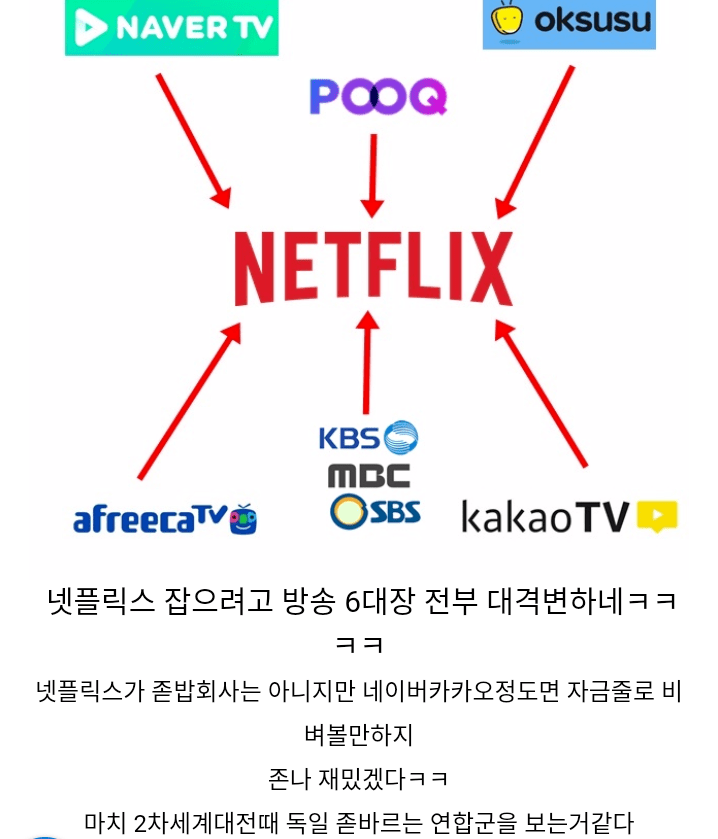 NAVER TV
oksusu
POOQ
NETFLIX
KBS
MBC
SBS
afreecaTV
kakaoTV
넷플릭스 잡으려고 방송 6대장 전부 대격변하네ㅋㅋ
ㅋㅋ
넷플릭스가 좆밥회사는 아니지만 네이버카카오정도면 자금줄로 비
벼볼만하지
존나 재밌겠다ㅋㅋ
마치 2차세계대전때 독일 좆바르는 연합군을 보는거같다